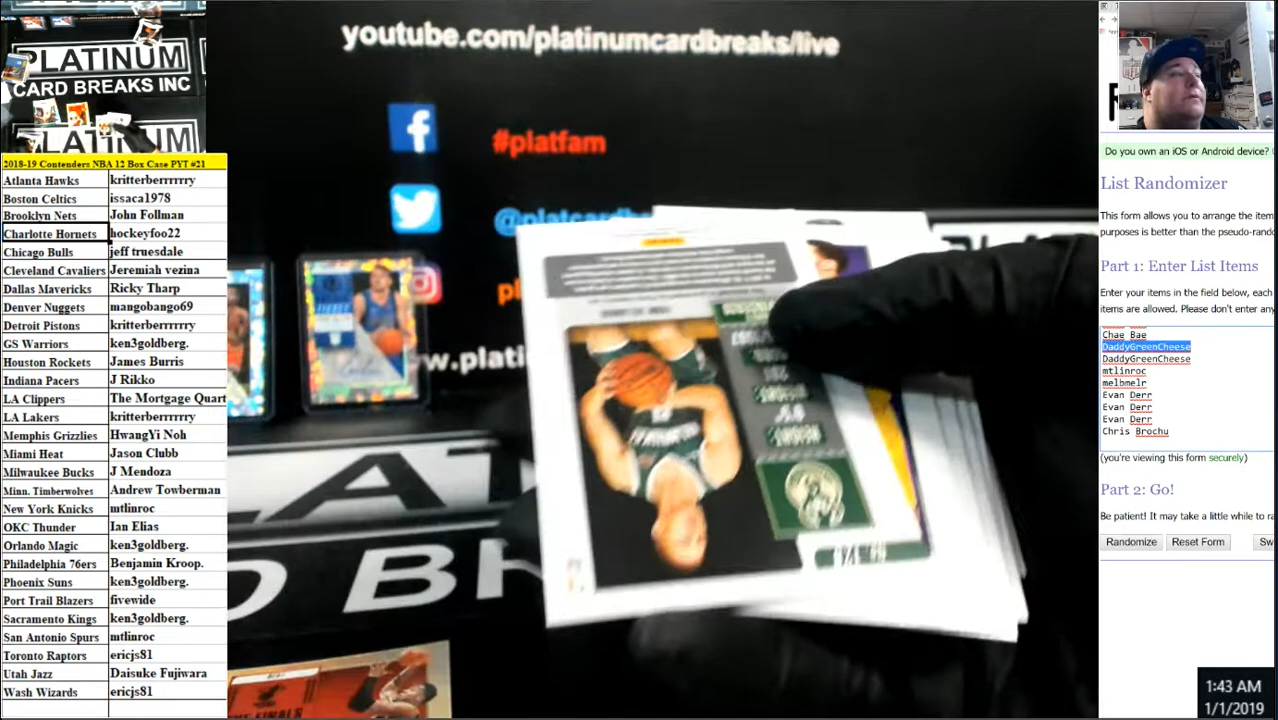 youtube.com/platinumcardbreaks/live
#platfam
PLATINUM
CARD BREAKS INC
2018-19 Contenders NBA 12 Box Case PYT #21
Atlanta Hawks kritterberrrrrry
Boston Celtics issaca1978
Brooklyn Nets John Follman
Charlotte Hornets hockeyfoo22
Chicago Bulls jeff truesdale
Cleveland Cavaliers Jeremiah vezina
Dallas Mavericks Ricky Tharp
Denver Nuggets mangobango69
Detroit Pistons kritterberrrrrry
GS Warriors ken3goldberg.
Houston Rockets James Burris
Indiana Pacers J Rikko
LA Clippers The Mortgage Quart
LA Lakers kritterberrrrrry
Memphis Grizzlies HwangYi Noh
Miami Heat Jason Clubb
Milwaukee Bucks J Mendoza
Minn. Timberwolves Andrew Towberman
New York Knicks mtlinroc
OKC Thunder Ian Elias
Orlando Magic ken3goldberg.
Philadelphia 76ers Benjamin Kroop.
Phoenix Suns ken3goldberg.
Port Trail Blazers fivewide
Sacramento Kings ken3goldberg.
San Antonio Spurs mtlinroc
Toronto Raptors ericjs81
Utah Jazz Daisuke Fujiwara
Wash Wizards ericjs81
Do you own an iOS or Android device?
List Randomizer
This form allows you to arrange the item
purposes is better than the pseudo-rando
Part 1: Enter List Items
Enter your items in the field below, each
items are allowed. Please don't enter any
Chae Bae
DaddyGreenCheese
DaddyGreenCheese
mtlinroc
melbmelr
Evan Derr
Evan Derr
Evan Derr
Chris Brochu
(you're viewing this form securely)
Part 2: Go!
Be patient! It may take a little while to ra
Randomize Reset Form Sw
1:43 AM
1/1/2019